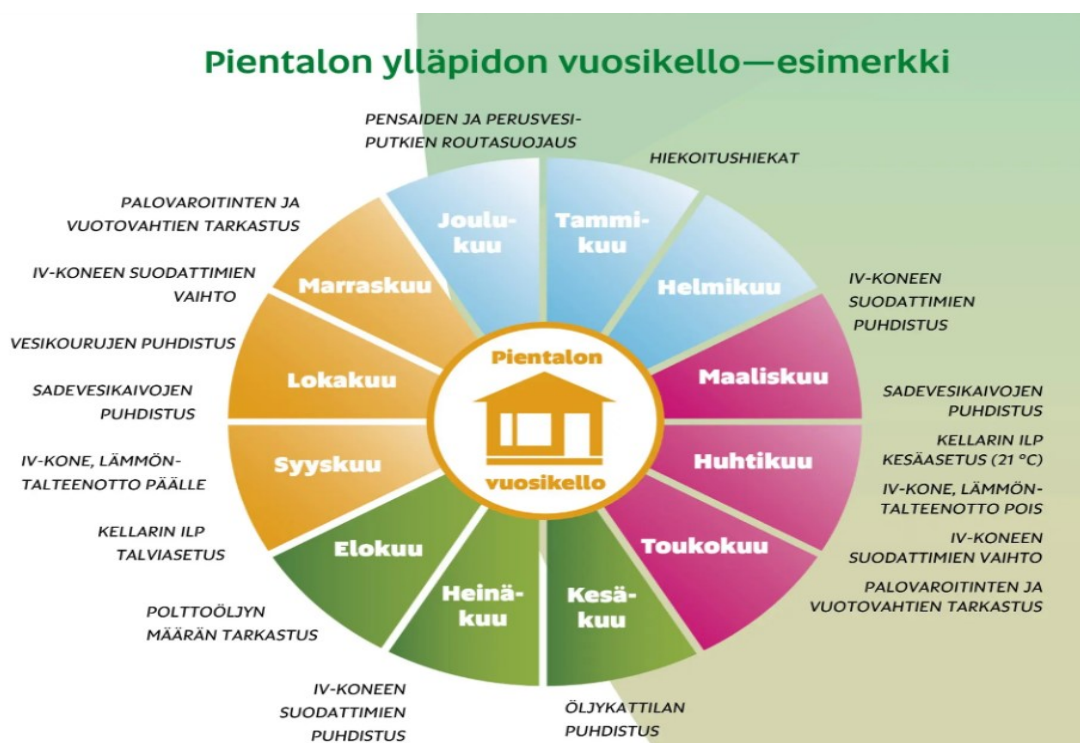 Pientalon ylläpidon vuosikello—esimerkki
PENSAIDEN JA PERUSVESI-
PUTKIEN ROUTASUOJAUS
HIEKOITUSHIEKAT
PALOVAROITINTEN JA
VUOTOVAHTIEN TARKASTUS
IV-KONEEN SUODATTIMIEN
VAIHTO
VESIKOURUJEN PUHDISTUS
SADEVESIKAIVOJEN
PUHDISTUS
IV-KONE, LÄMMÖN-
TALTEENOTTO PÄÄLLE
KELLARIN ILP
TALVIASETUS
POLTTOÖLJYN
MÄÄRÄN TARKASTUS
IV-KONEEN
SUODATTIMIEN
PUHDISTUS
ÖLJYKATTILAN
PUHDISTUS
IV-KONEEN
SUODATTIMIEN
PUHDISTUS
SADEVESIKAIVOJEN
PUHDISTUS
KELLARIN ILP
KESÄASETUS (21 °C)
IV-KONE, LÄMMÖN-
TALTEENOTTO POIS
IV-KONEEN
SUODATTIMIEN VAIHTO
PALOVAROITINTEN JA
VUOTOVAHTIEN TARKASTUS
Tammi-
kuu
Helmikuu
Maaliskuu
Huhtikuu
Toukokuu
Kesä-
kuu
Heinä-
kuu
Elokuu
Syyskuu
Lokakuu
Marraskuu
Joulu-
kuu
Pientalon
vuosikello